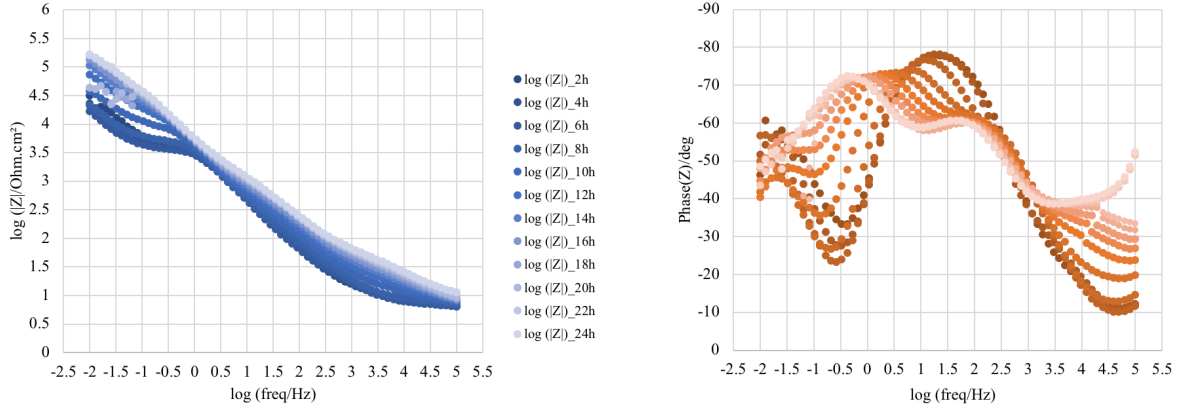 6
5.5
5
4.5
4
3.5
3
2.5
2
1.5
1
0.5
0
-2.5 -2 -1.5 -1 -0.5 0 0.5 1 1.5 2 2.5 3 3.5 4 4.5 5 5.5
log (freq/Hz)
log (|Z|/Ohm.cm²)
log (|Z|)_2h
log (|Z|)_4h
log (|Z|)_6h
log (|Z|)_8h
log (|Z|)_10h
log (|Z|)_12h
log (|Z|)_14h
log (|Z|)_16h
log (|Z|)_18h
log (|Z|)_20h
log (|Z|)_22h
log (|Z|)_24h
-90
-80
-70
-60
-50
-40
-30
-20
-10
0
-2.5 -2 -1.5 -1 -0.5 0 0.5 1 1.5 2 2.5 3 3.5 4 4.5 5 5.5
log (freq/Hz)
Phase(Z)/deg